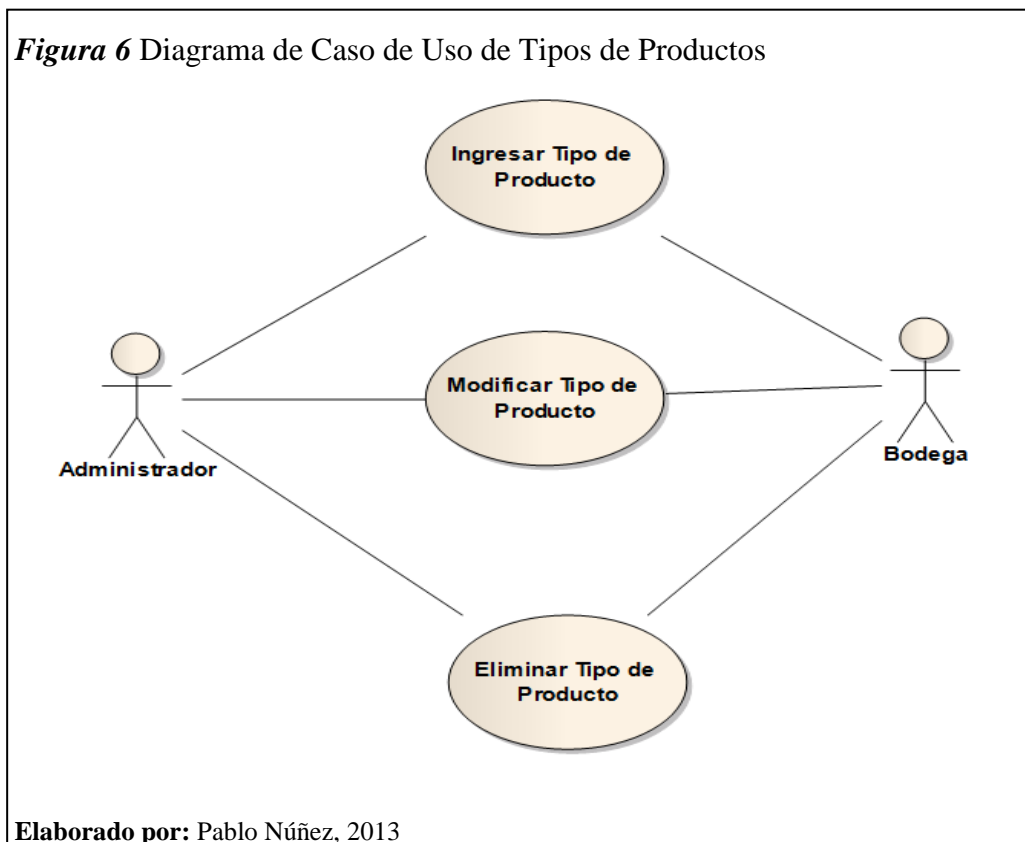 Figura 6 Diagrama de Caso de Uso de Tipos de Productos
Ingresar Tipo de
Producto
Modificar Tipo de
Producto
Administrador
Bodega
Eliminar Tipo de
Producto
Elaborado por: Pablo Núñez, 2013